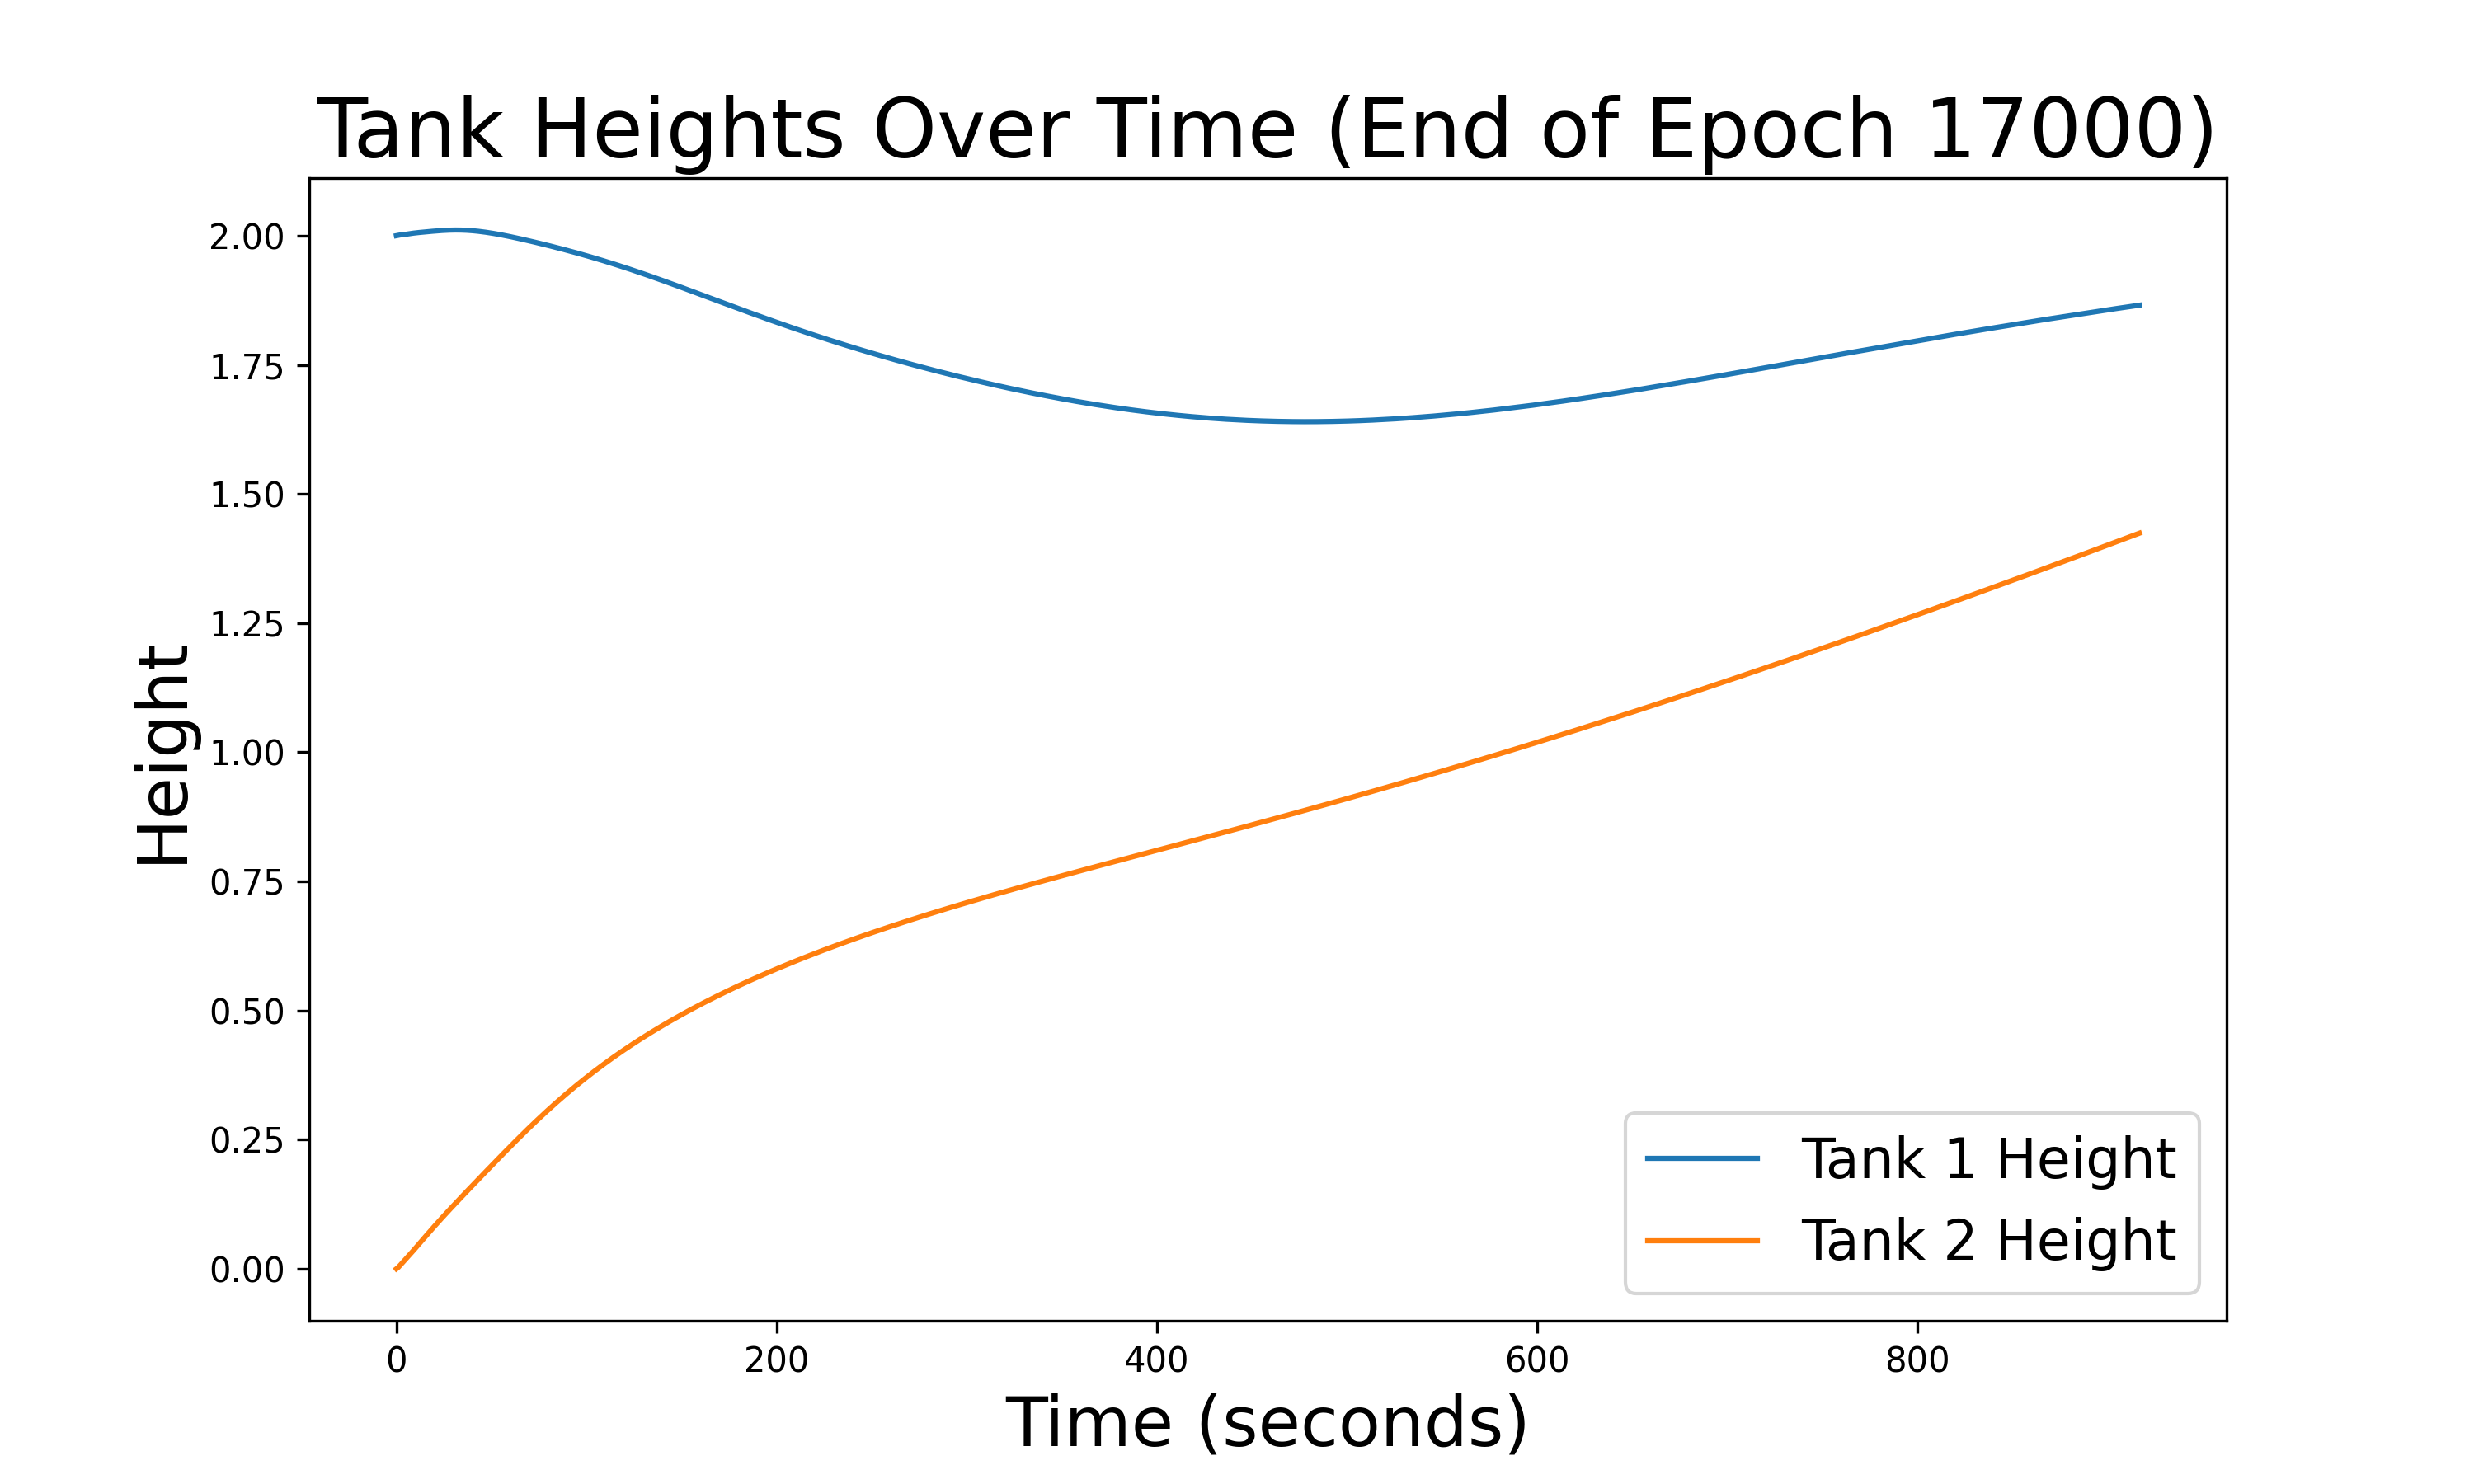 Tank Heights Over Time (End of Epoch 17000)
Height
2.00
1.75
1.50
1.25
1.00
0.75
0.50
0.25
0.00
Tank 1 Height
Tank 2 Height
0 200 400 600 800
Time (seconds)